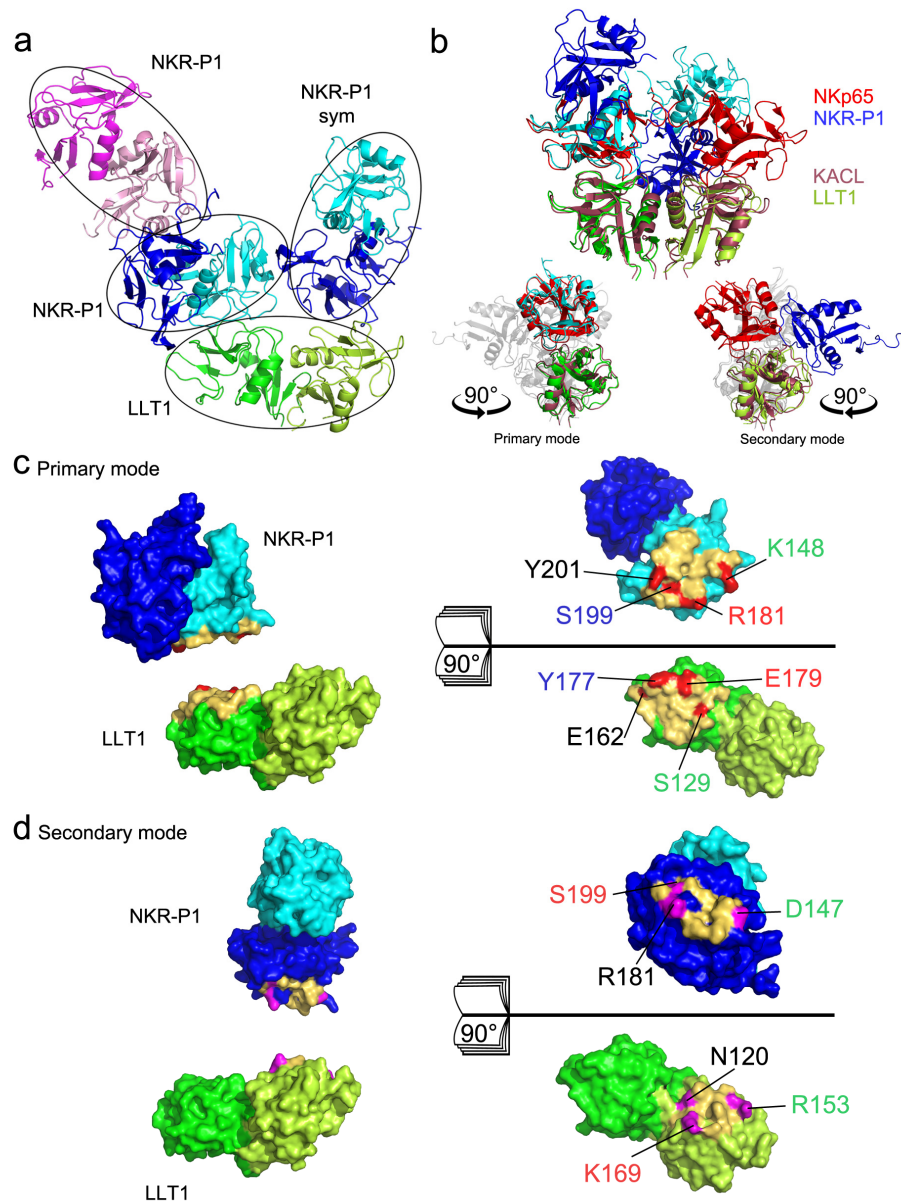 a
NKR-P1
NKR-P1
sym
NKR-P1
LLT1
b
NKp65
NKR-P1
KACL
LLT1
90°
90°
Primary mode
Secondary mode
c Primary mode
NKR-P1
LLT1
90°
K148
Y201
S199
R181
Y177
E179
E162
S129
d Secondary mode
NKR-P1
LLT1
90°
S199
D147
R181
N120
R153
K169